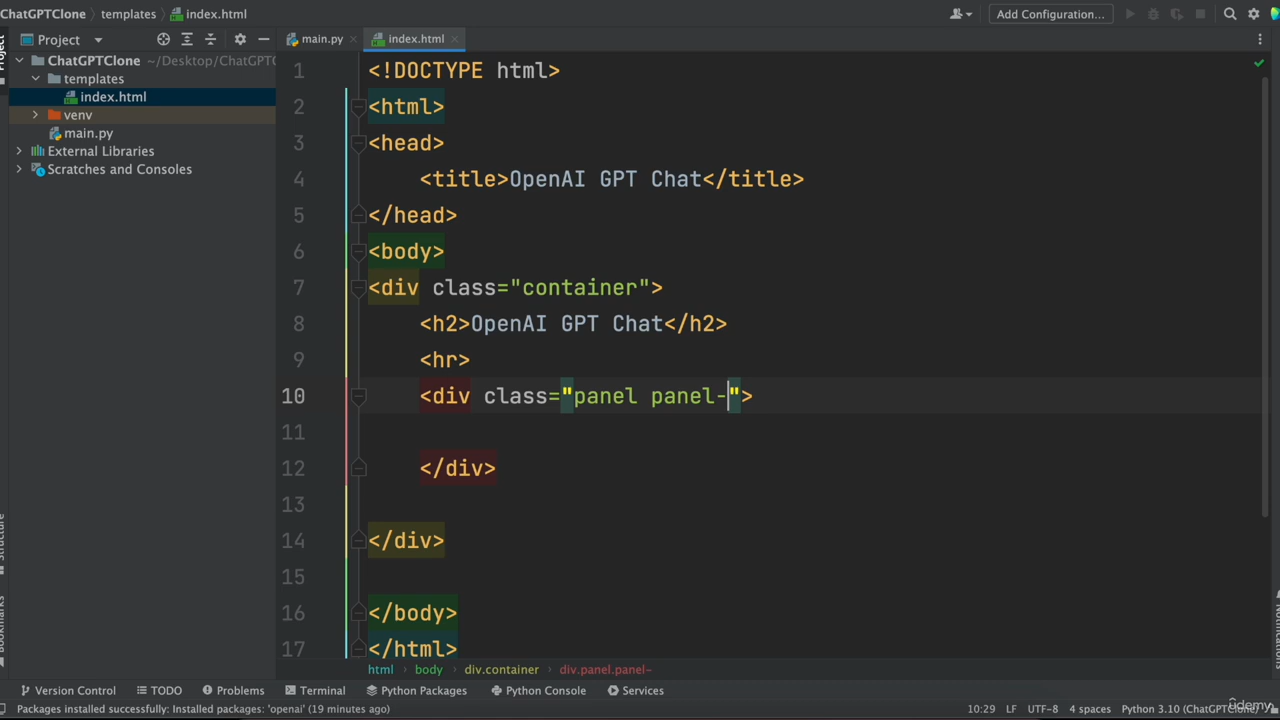 ChatGPTClone templates index.html Add Configuration...
Project main.py index.html
ChatGPTClone ~/Desktop/ChatGPTC
templates
index.html
venv
main.py
External Libraries
Scratches and Consoles
Project
Structure
Bookmarks
Notifications
1 <!DOCTYPE html>
2 <html>
3 <head>
4 <title>OpenAI GPT Chat</title>
5 </head>
6 <body>
7 <div class="container">
8 <h2>OpenAI GPT Chat</h2>
9 <hr>
10 <div class="panel panel-">
11
12 </div>
13
14 </div>
15
16 </body>
17 </html>
html body div.container div.panel.panel-
Version Control TODO Problems Terminal Python Packages Python Console Services
Packages installed successfully: Installed packages: 'openai' (19 minutes ago) 10:29 LF UTF-8 4 spaces Python 3.10 (ChatGPTClone)
Udemy